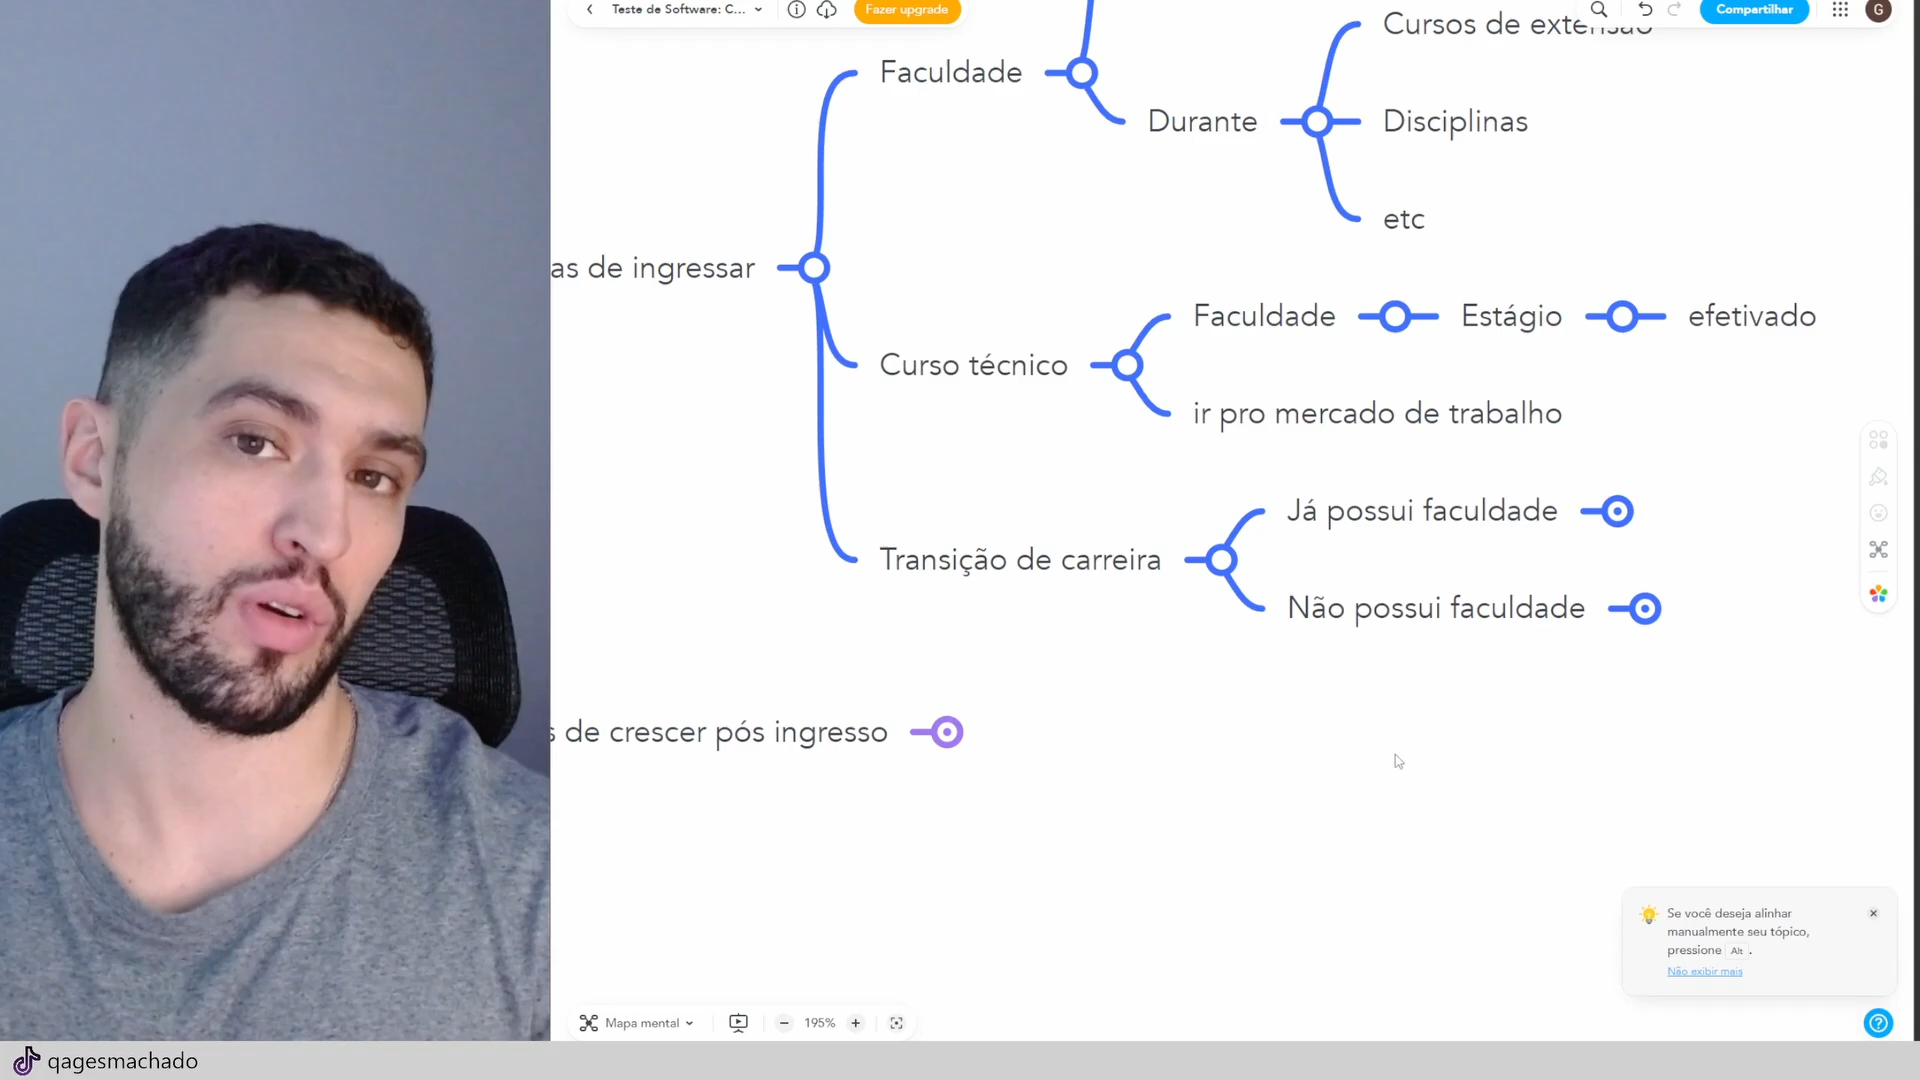 Teste de Software: C...
Fazer upgrade
Compartilhar
G
Cursos de extensão
Faculdade
Durante
Disciplinas
etc
as de ingressar
Faculdade
Estágio
efetivado
Curso técnico
ir pro mercado de trabalho
Já possui faculdade
Transição de carreira
Não possui faculdade
s de crescer pós ingresso
Se você deseja alinhar
manualmente seu tópico,
pressione Alt .
Não exibir mais
Mapa mental
195%
qagesmachado